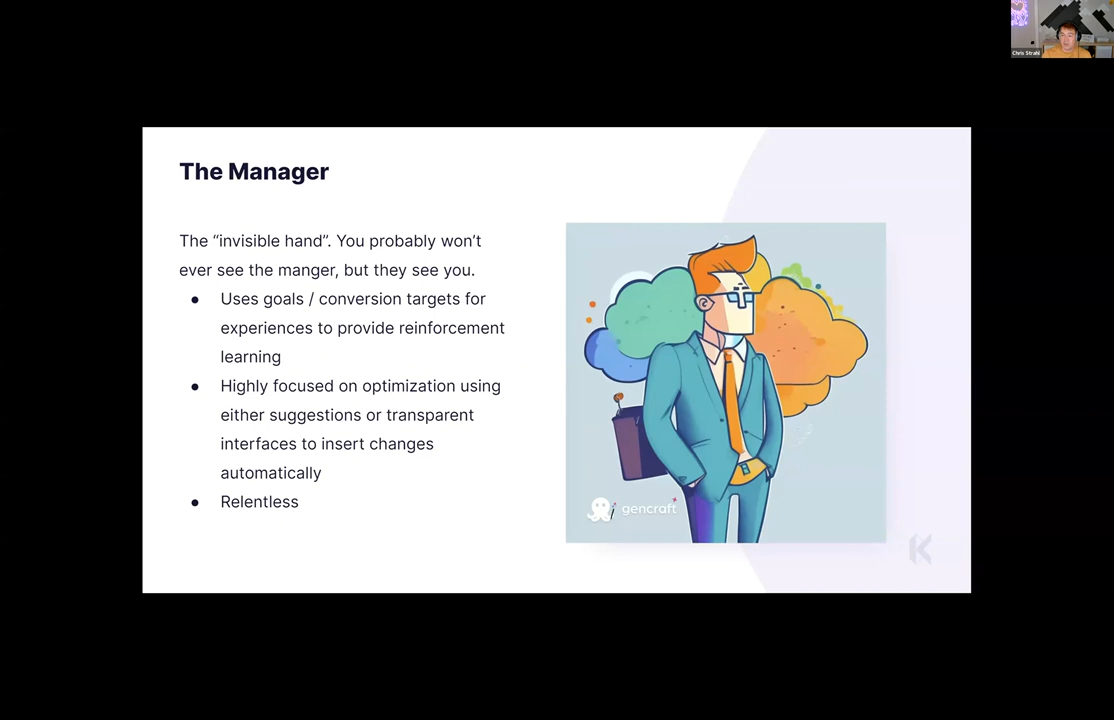 Chris Strahl
The Manager
The “invisible hand”. You probably won’t
ever see the manger, but they see you.
● Uses goals / conversion targets for
experiences to provide reinforcement
learning
● Highly focused on optimization using
either suggestions or transparent
interfaces to insert changes
automatically
● Relentless
gencraft